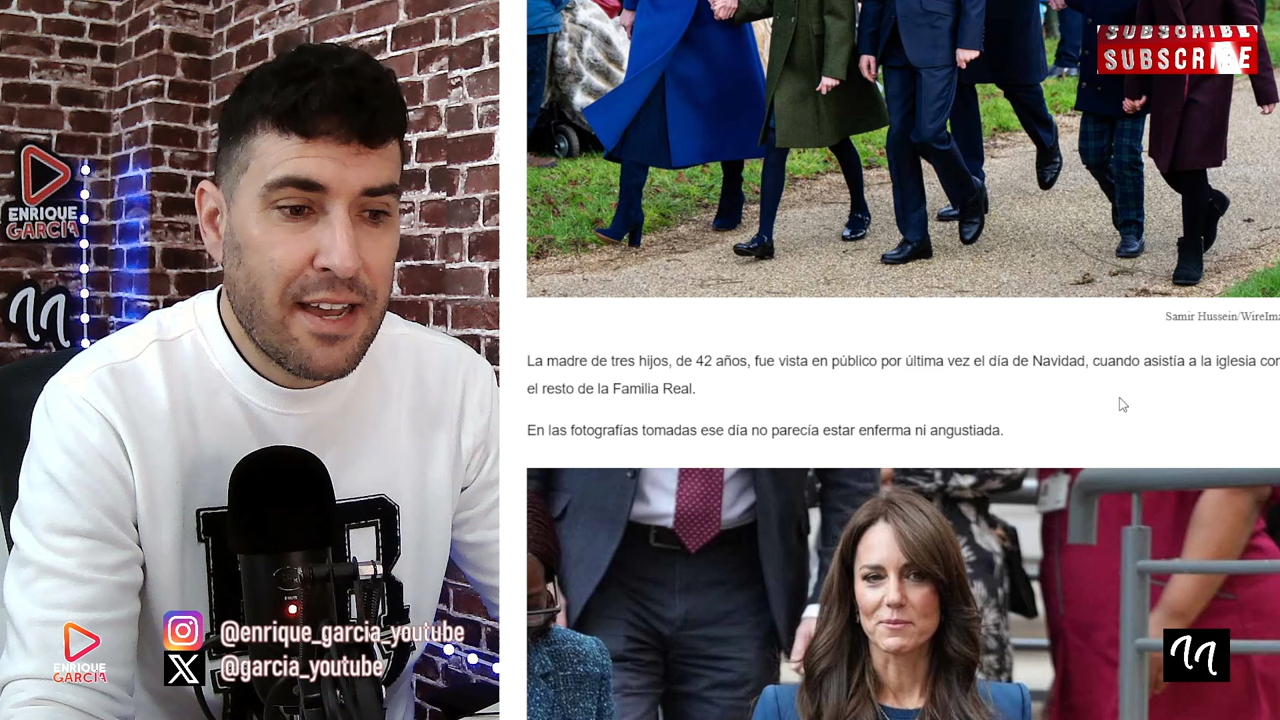 SUBSCRIBE
SUBSCRIBE
ENRIQUE
GARCIA
Samir Hussein/WireIma
La madre de tres hijos, de 42 años, fue vista en público por última vez el día de Navidad, cuando asistía a la iglesia con
el resto de la Familia Real.
En las fotografías tomadas ese día no parecía estar enferma ni angustiada.
@enrique_garcia_youtube
@garcia_youtube
ENRIQUE
GARCIA